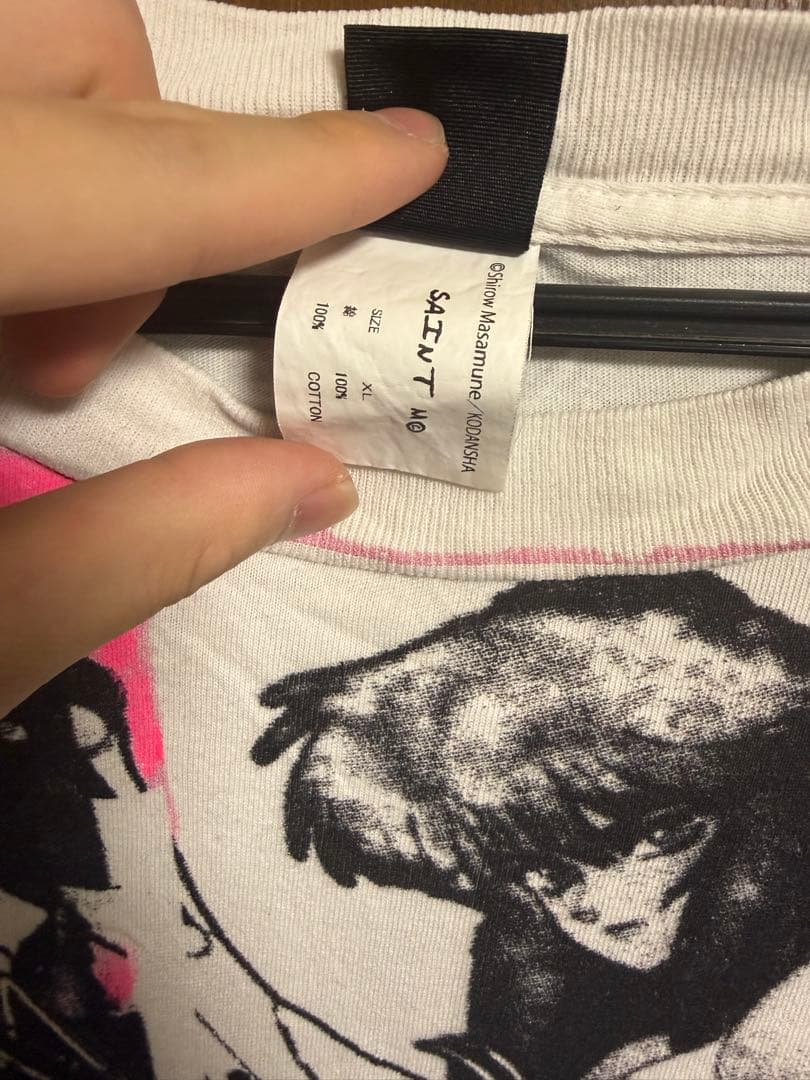 ©Shirow Masamune/KODANSHA
SAINT M©
SIZE XL
綿 100%
100% COTTON